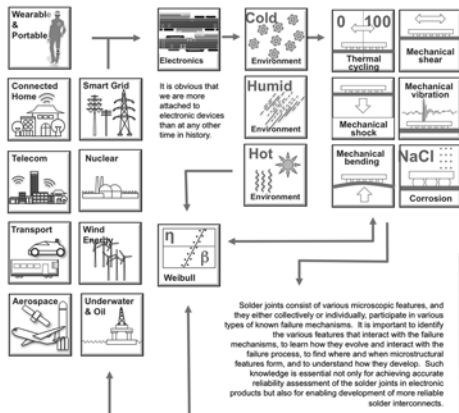 Wearable
&
Portable
Electronics
Cold
Environment
0 100
Thermal
cycling
Mechanical
shear
Connected
Home
Smart Grid
It is obvious that
we are more
attached to
electronic devices
than at any other
time in history.
Humid
Environment
Mechanical
shock
Mechanical
vibration
Telecom
Nuclear
Hot
Environment
Mechanical
bending
NaCl
Corrosion
Transport
Wind
Energy
η
β
Weibull
Aerospace
Underwater
& Oil
Solder joints consist of various microscopic features, and
they either collectively or individually, participate in various
types of known failure mechanisms. It is important to identify
the various features that interact with the failure
mechanisms, to learn how they evolve and interact with the
failure process, to find where and when microstructural
features form, and to understand how they develop. Such
knowledge is essential not only for achieving accurate
reliability assessment of the solder joints in electronic
products but also for enabling development of more reliable
solder interconnects.